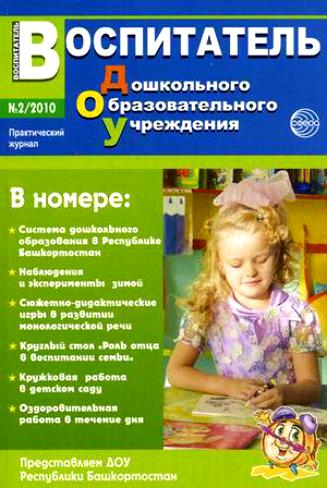 ВОСПИТАТЕЛЬ
ВОСПИТАТЕЛЬ
Дошкольного
Образовательного
Учреждения
№2/2010
Практический
журнал
сфера
В номере:
Система дошкольного
образования в Республике
Башкортостан
Наблюдения
и эксперименты зимой
Сюжетно-дидактические
игры в развитии
монологической речи
Круглый стол „Роль отца
в воспитании семьи“
Кружковая работа
в детском саду
Оздоровительная
работа в течение дня
Представляем ДОУ
Республики Башкортостан